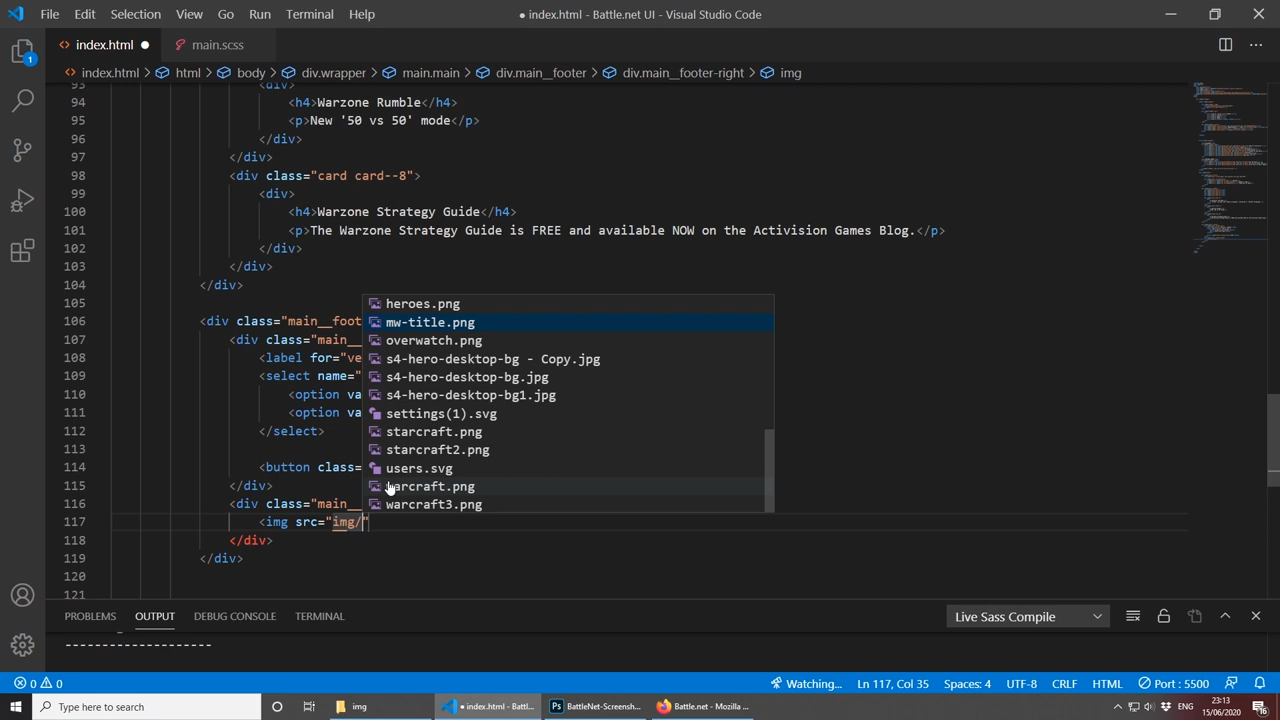 File Edit Selection View Go Run Terminal Help
● index.html - Battle.net UI - Visual Studio Code
index.html ● main.scss
1
index.html > html > body > div.wrapper > main.main > div.main__footer > div.main__footer-right > img
93 <div>
94 <h4>Warzone Rumble</h4>
95 <p>New '50 vs 50' mode</p>
96 </div>
97 </div>
98 <div class="card card--8">
99 <div>
100 <h4>Warzone Strategy Guide</h4>
101 <p>The Warzone Strategy Guide is FREE and available NOW on the Activision Games Blog.</p>
102 </div>
103 </div>
104 </div>
105
heroes.png
106 <div class="main__foot
mw-title.png
107 <div class="main__
overwatch.png
108 <label for="ve
s4-hero-desktop-bg - Copy.jpg
109 <select name="
s4-hero-desktop-bg.jpg
110 <option va
s4-hero-desktop-bg1.jpg
111 <option va
settings(1).svg
112 </select>
starcraft.png
113
starcraft2.png
114 <button class=
users.svg
115 </div>
warcraft.png
116 <div class="main__
warcraft3.png
117 <img src="img/"
118 </div>
119 </div>
120
121
PROBLEMS OUTPUT DEBUG CONSOLE TERMINAL
Live Sass Compile
--------------------
0 0
Watching... Ln 117, Col 35 Spaces: 4 UTF-8 CRLF HTML Port : 5500
Type here to search
img
● index.html - Battl...
BattleNet-Screensh...
Battle.net - Mozilla ...
ENG
23:13
15/06/2020
16